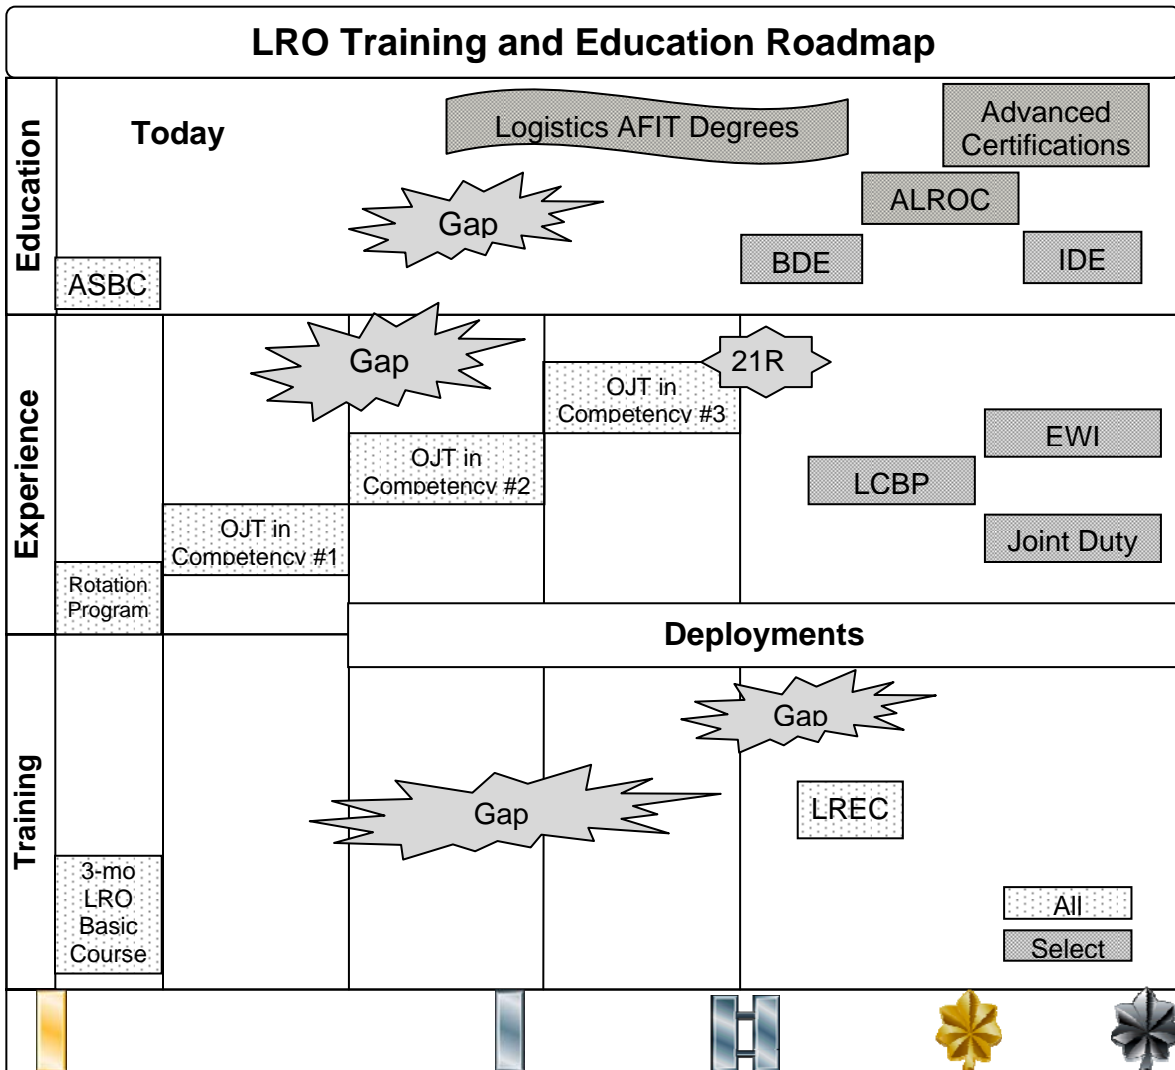 LRO Training and Education Roadmap
Education
Today
Logistics AFIT Degrees
Advanced
Certifications
ALROC
Gap
BDE
IDE
ASBC
Experience
Gap
21R
OJT in
Competency #3
EWI
OJT in
Competency #2
LCBP
OJT in
Competency #1
Joint Duty
Rotation
Program
Deployments
Training
Gap
Gap
LREC
3-mo
LRO
Basic
Course
All
Select